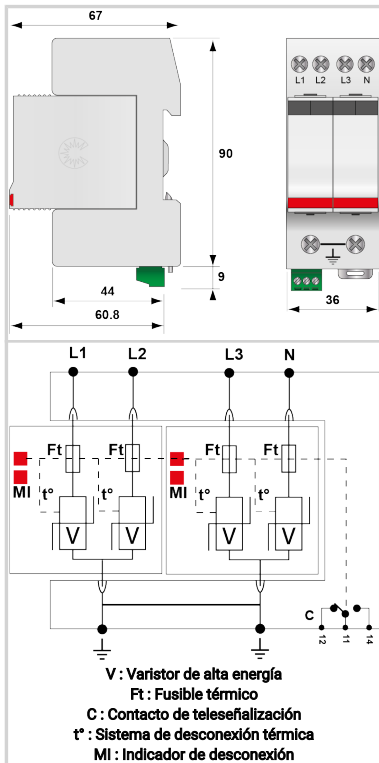 67
L1 L2 L3 N
90
9
44
60.8
36
L1 L2 L3 N
Ft Ft Ft Ft
MI t° t° MI t° t°
V V V V
C
12 11 14
V : Varistor de alta energía
Ft : Fusible térmico
C : Contacto de teleseñalización
t° : Sistema de desconexión térmica
MI : Indicador de desconexión